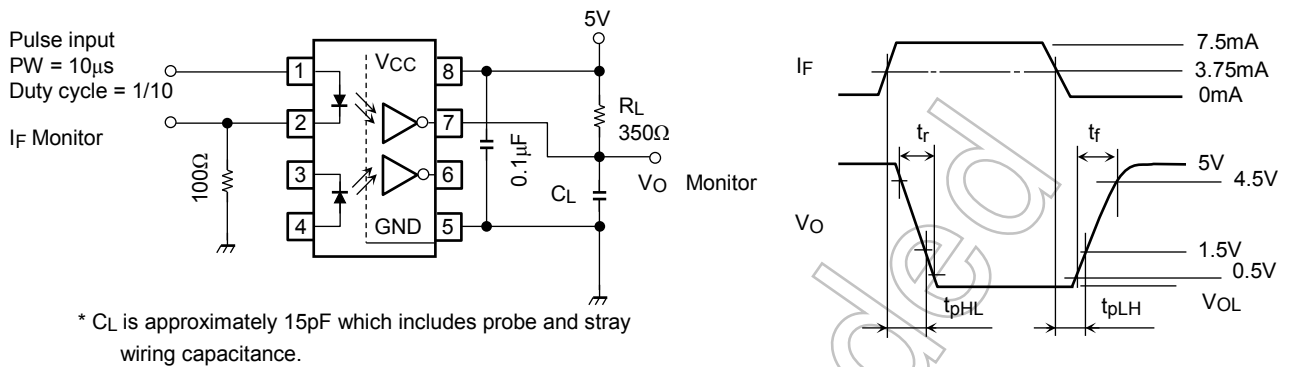 Pulse input
PW = 10μs
Duty cycle = 1/10
IF Monitor
100Ω
1
2
3
4
VCC
GND
8
7
6
5
0.1μF
5V
RL
350Ω
VO Monitor
CL
* CL is approximately 15pF which includes probe and stray
wiring capacitance.
IF
7.5mA
3.75mA
0mA
tr
tf
5V
4.5V
VO
1.5V
0.5V
VOL
tpHL
tpLH
ded